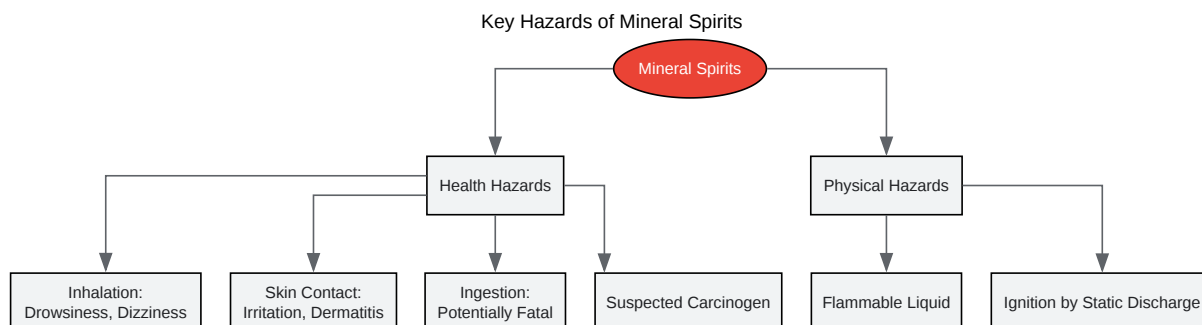 Key Hazards of Mineral Spirits
Mineral Spirits
Health Hazards
Physical Hazards
Inhalation:
Drowsiness, Dizziness
Skin Contact:
Irritation, Dermatitis
Ingestion:
Potentially Fatal
Suspected Carcinogen
Flammable Liquid
Ignition by Static Discharge